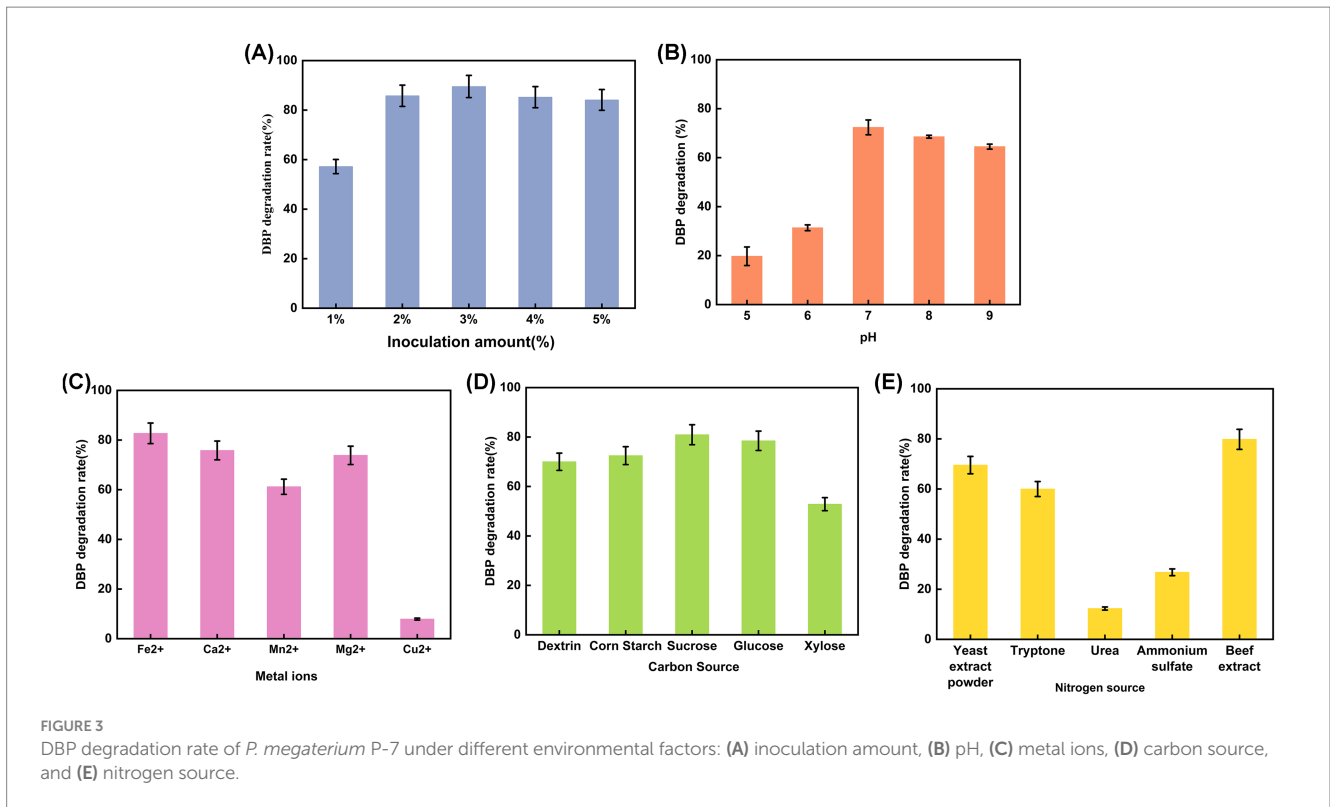 (A)
100
80
60
40
20
0
DBP degradation rate(%)
1% 2% 3% 4% 5%
Inoculation amount(%)
(B)
100
80
60
40
20
0
DBP degradation (%)
5 6 7 8 9
pH
(C)
100
80
60
40
20
0
DBP degradation rate(%)
Fe2+ Ca2+ Mn2+ Mg2+ Cu2+
Metal ions
(D)
100
80
60
40
20
0
DBP degradation rate(%)
Dextrin Corn Starch Sucrose Glucose Xylose
Carbon Source
(E)
100
80
60
40
20
0
DBP degradation rate(%)
Yeast Tryptone Urea Ammonium Beef
extract sulfate extract
powder
Nitrogen source
FIGURE 3
DBP degradation rate of P. megaterium P-7 under different environmental factors: (A) inoculation amount, (B) pH, (C) metal ions, (D) carbon source,
and (E) nitrogen source.